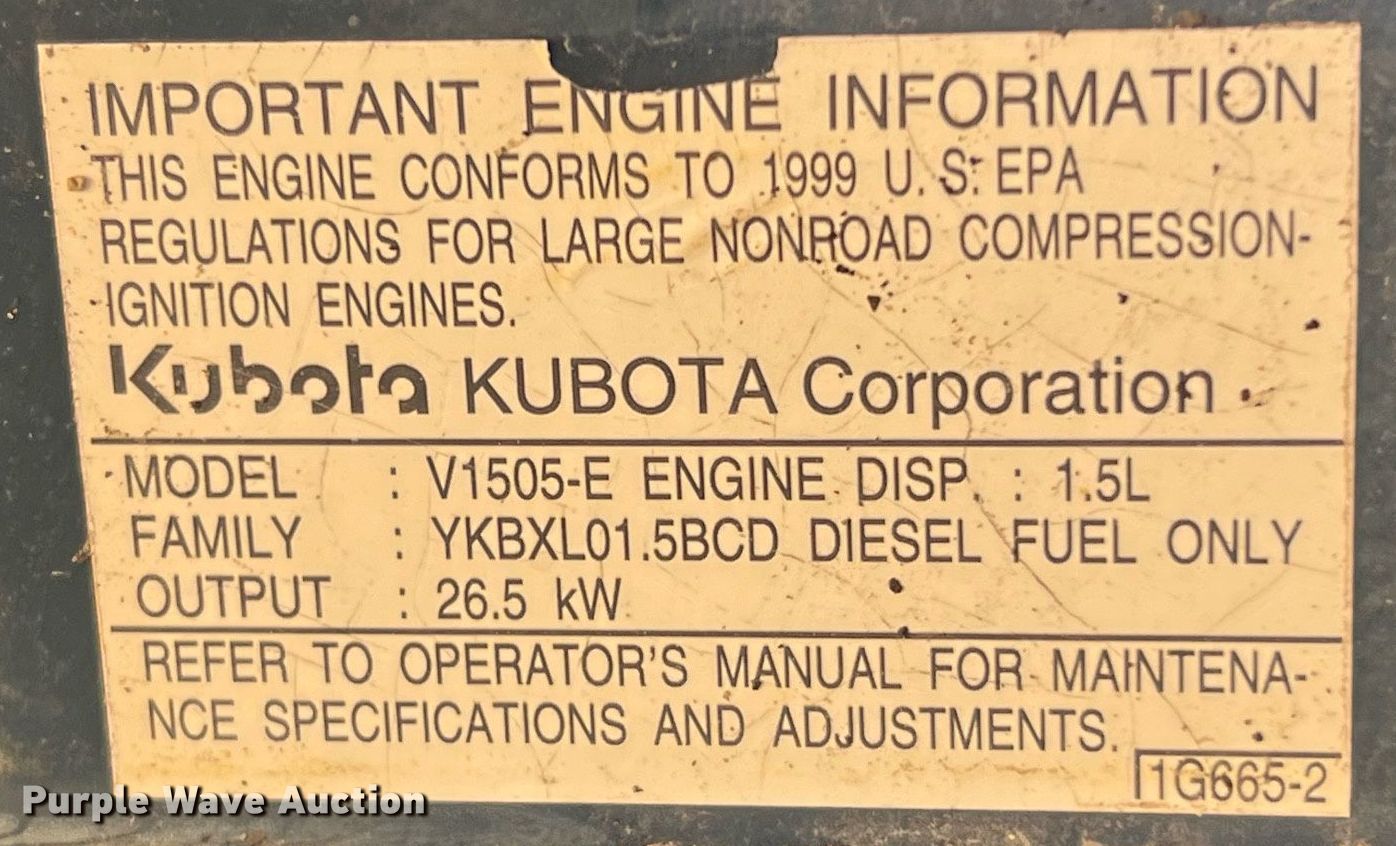 IMPORTANT ENGINE INFORMATION
THIS ENGINE CONFORMS TO 1999 U.S. EPA
REGULATIONS FOR LARGE NONROAD COMPRESSION-
IGNITION ENGINES.
Kubota KUBOTA Corporation
MODEL : V1505-E ENGINE DISP. : 1.5L
FAMILY : YKBXL01.5BCD DIESEL FUEL ONLY
OUTPUT : 26.5 kW
REFER TO OPERATOR'S MANUAL FOR MAINTENA-
NCE SPECIFICATIONS AND ADJUSTMENTS.
1G665-2
Purple Wave Auction